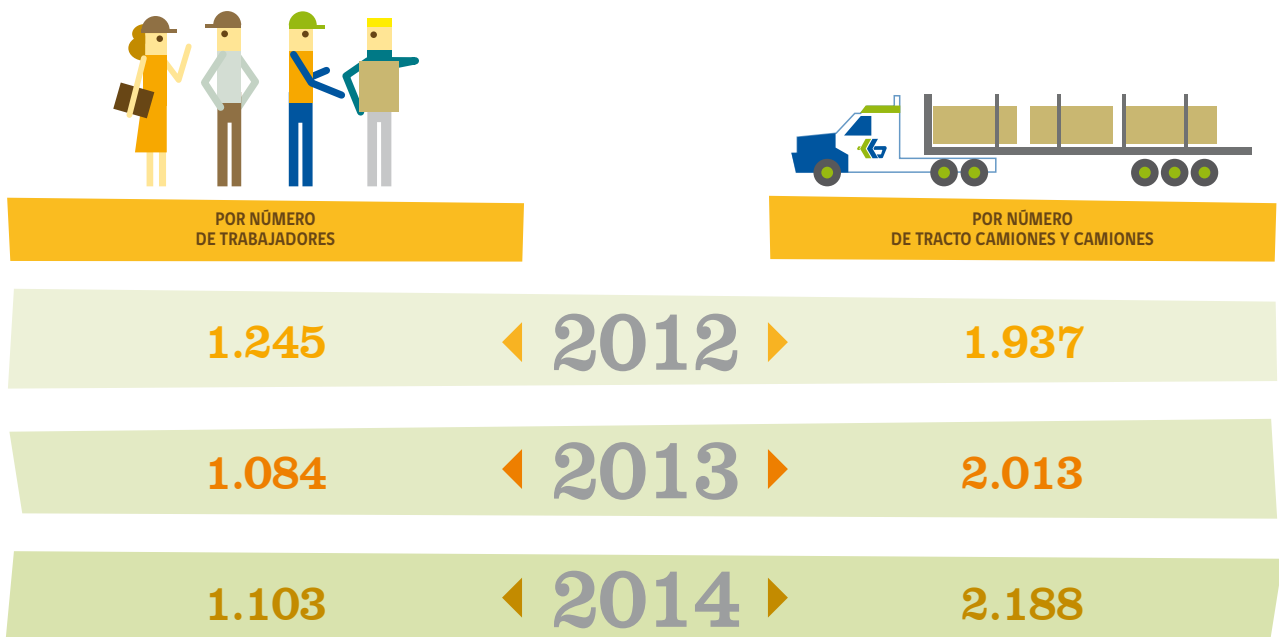 POR NÚMERO
DE TRABAJADORES
POR NÚMERO
DE TRACTO CAMIONES Y CAMIONES
1.245 2012 1.937
1.084 2013 2.013
1.103 2014 2.188